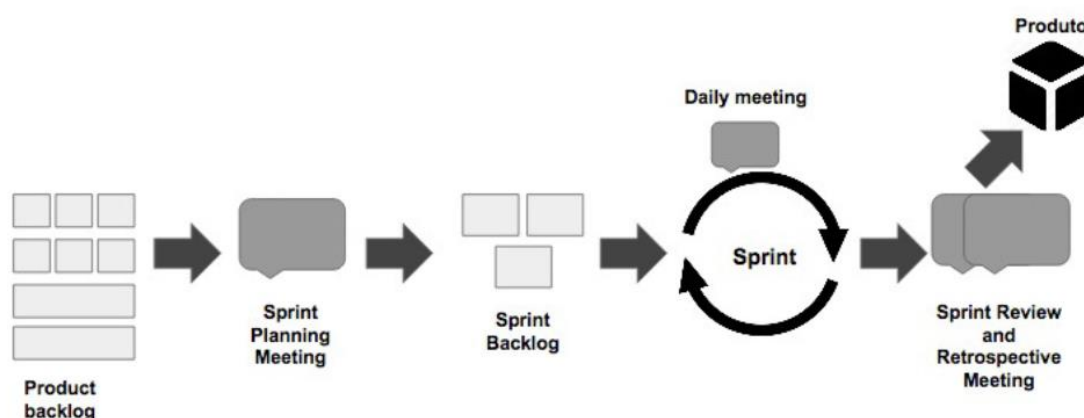 Produto
Daily meeting
Sprint
Sprint
Planning
Meeting
Sprint
Backlog
Sprint Review
and
Retrospective
Meeting
Product
backlog